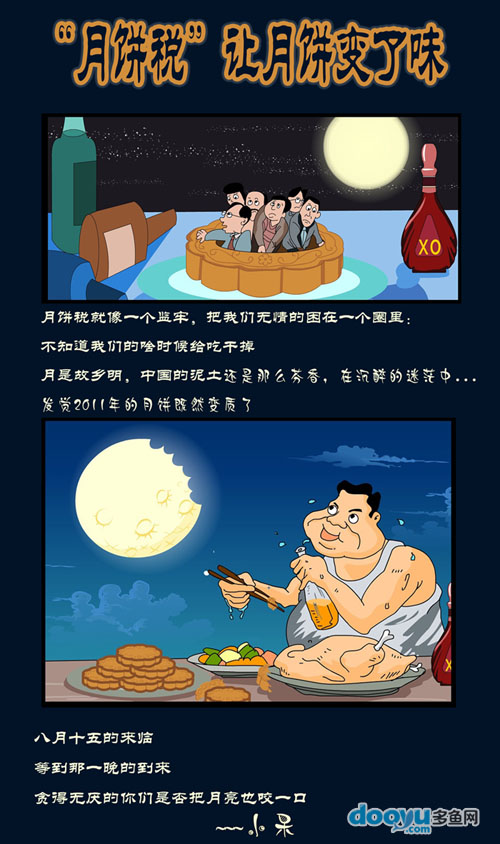 “月饼税”让月饼变了味
XO
月饼税就像一个监牢，把我们无情的困在一个圈里：
不知道我们的啥时候给吃干掉
月是故乡明，中国的泥土还是那么芬香，在沉醉的迷茫中...
发觉2011年的月饼既然变质了
XO
八月十五的来临
等到那一晚的到来
贪得无厌的你们是否把月亮也咬一口
——小呆
dooyu多鱼网
.com